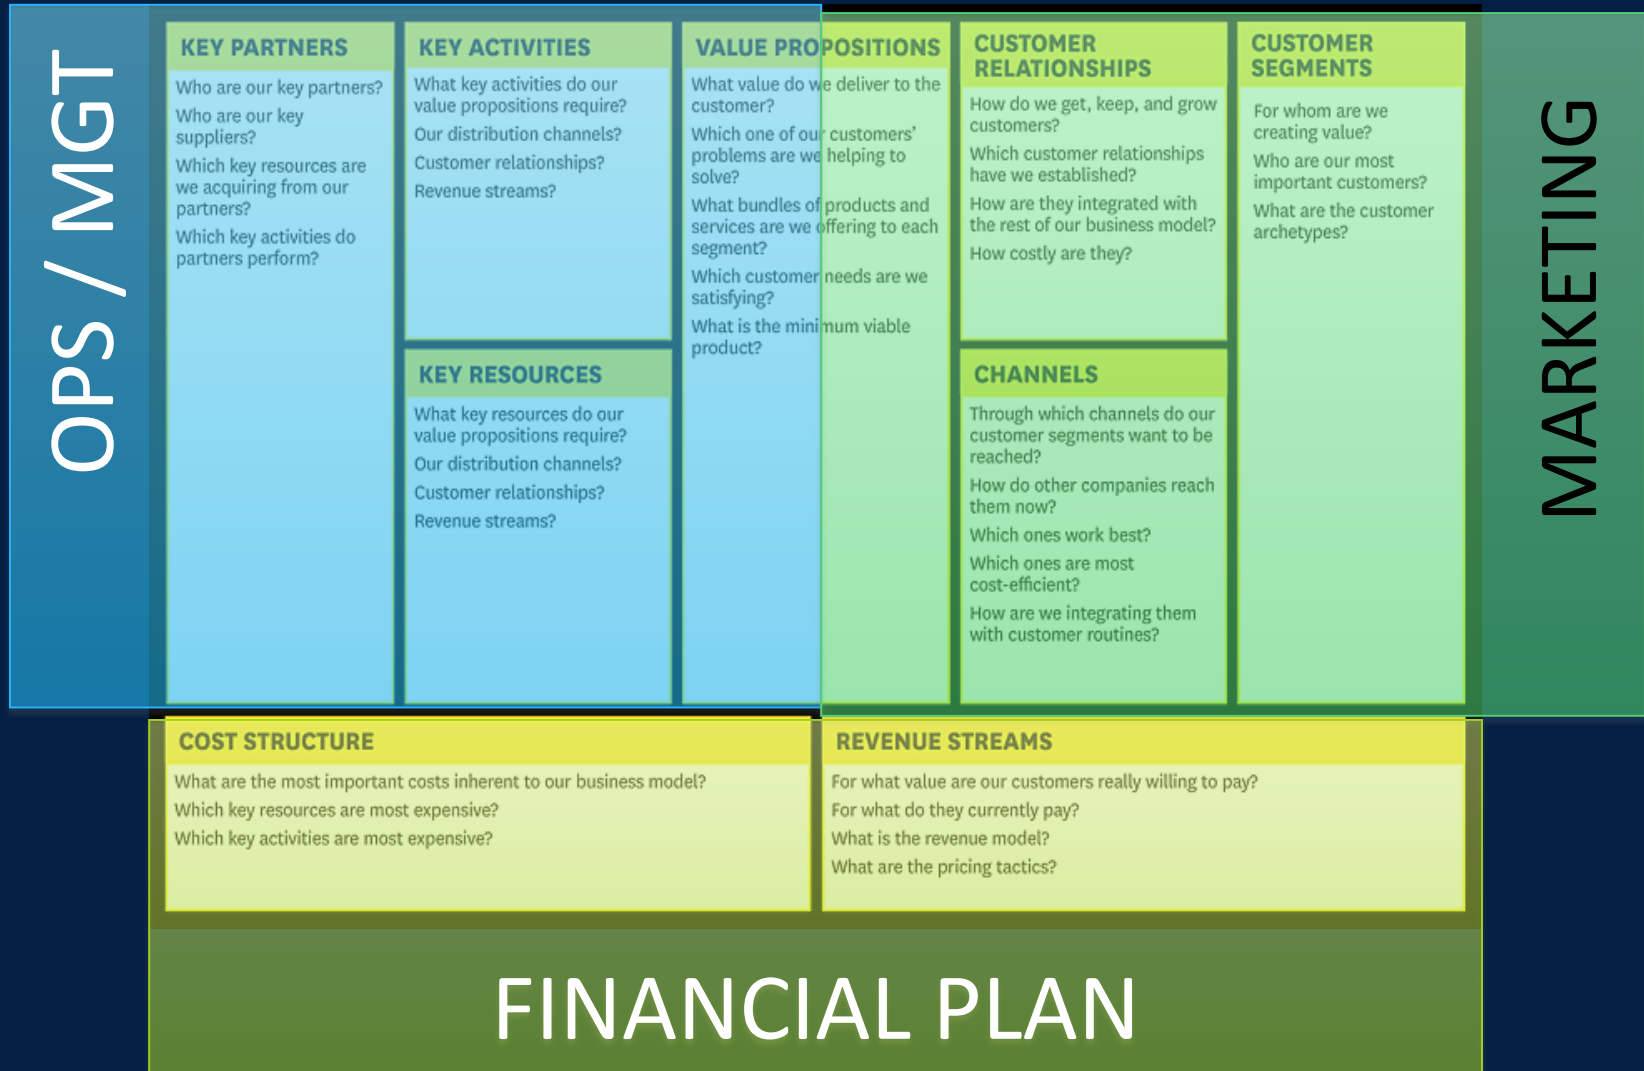 OPS / MGT
KEY PARTNERS
Who are our key partners?
Who are our key
suppliers?
Which key resources are
we acquiring from our
partners?
Which key activities do
partners perform?
KEY ACTIVITIES
What key activities do our
value propositions require?
Our distribution channels?
Customer relationships?
Revenue streams?
KEY RESOURCES
What key resources do our
value propositions require?
Our distribution channels?
Customer relationships?
Revenue streams?
VALUE PROPOSITIONS
What value do we deliver to the
customer?
Which one of our customers’
problems are we helping to
solve?
What bundles of products and
services are we offering to each
segment?
Which customer needs are we
satisfying?
What is the minimum viable
product?
CUSTOMER
RELATIONSHIPS
How do we get, keep, and grow
customers?
Which customer relationships
have we established?
How are they integrated with
the rest of our business model?
How costly are they?
CHANNELS
Through which channels do our
customer segments want to be
reached?
How do other companies reach
them now?
Which ones work best?
Which ones are most
cost-efficient?
How are we integrating them
with customer routines?
CUSTOMER
SEGMENTS
For whom are we
creating value?
Who are our most
important customers?
What are the customer
archetypes?
MARKETING
COST STRUCTURE
What are the most important costs inherent to our business model?
Which key resources are most expensive?
Which key activities are most expensive?
REVENUE STREAMS
For what value are our customers really willing to pay?
For what do they currently pay?
What is the revenue model?
What are the pricing tactics?
FINANCIAL PLAN